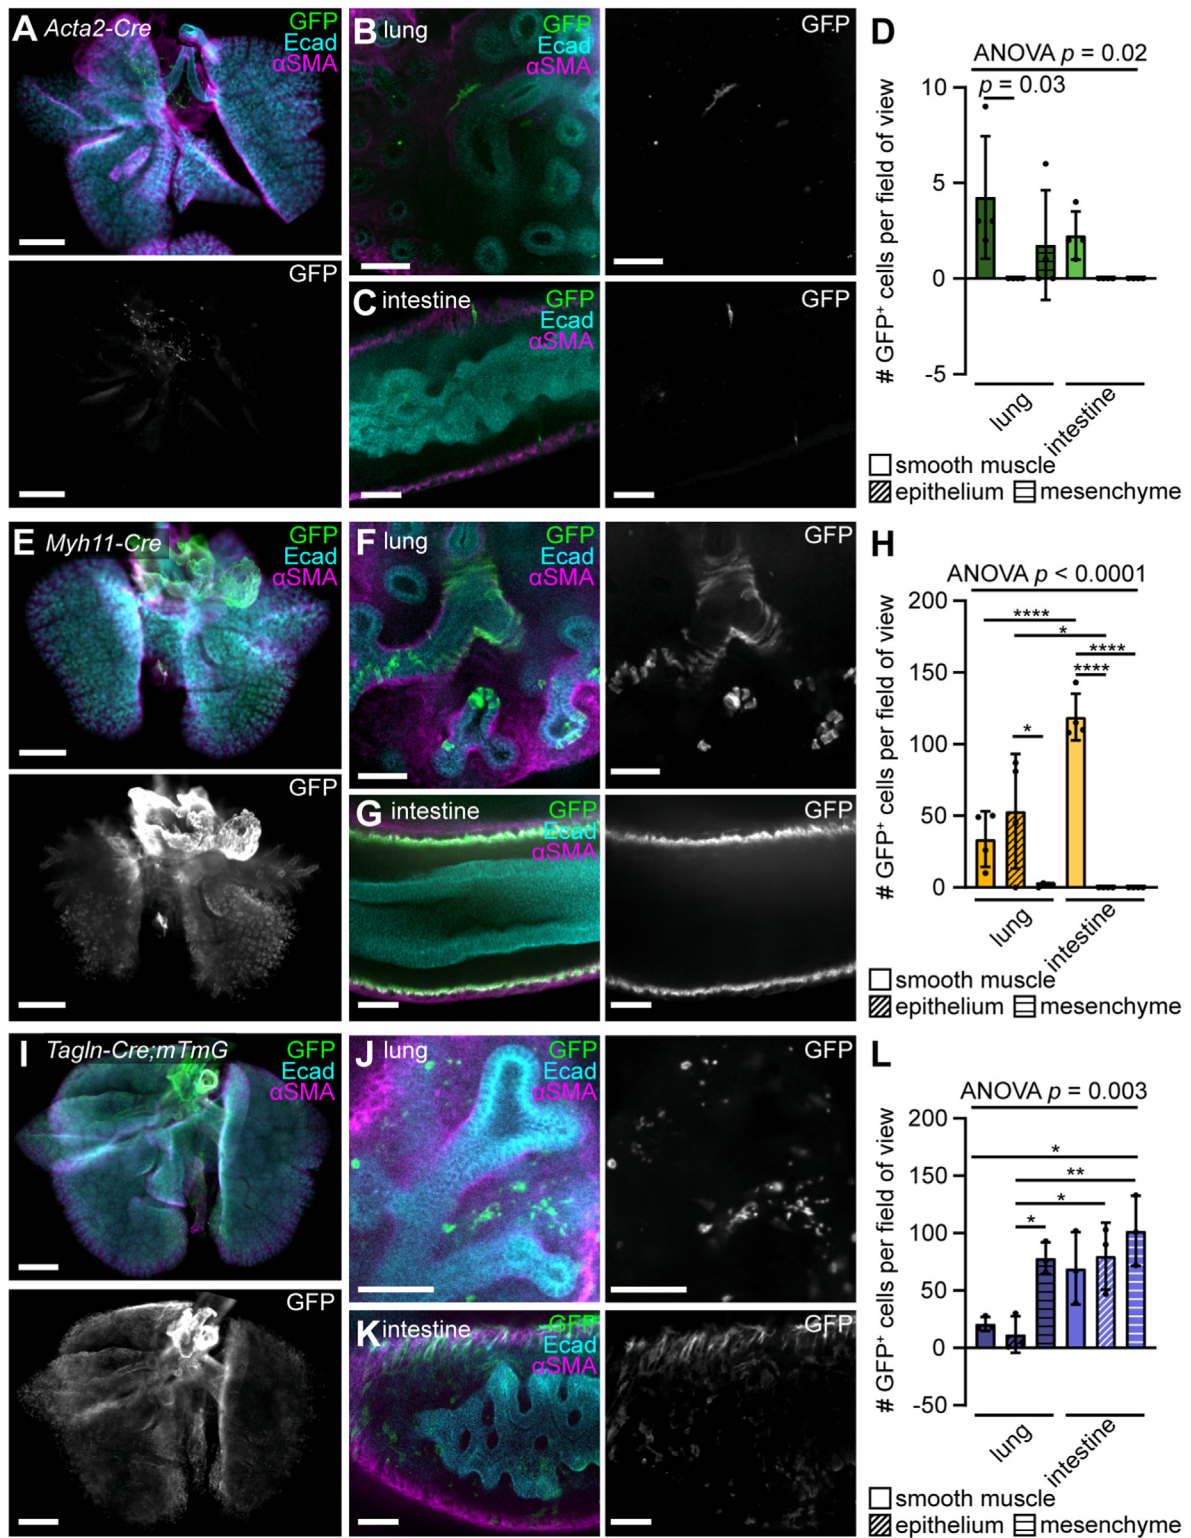 A Acta2-Cre
GFP
Ecad
αSMA
GFP
B lung
GFP
Ecad
αSMA
GFP
C intestine
GFP
Ecad
αSMA
GFP
D
ANOVA p = 0.02
p = 0.03
10
5
0
-5
# GFP+ cells per field of view
lung
intestine
smooth muscle
epithelium
mesenchyme
E Myh11-Cre
GFP
Ecad
αSMA
GFP
F lung
GFP
Ecad
αSMA
GFP
G intestine
GFP
Ecad
αSMA
GFP
H
ANOVA p < 0.0001
****
*
****
****
*
200
150
100
50
0
# GFP+ cells per field of view
lung
intestine
smooth muscle
epithelium
mesenchyme
I Tagln-Cre;mTmG
GFP
Ecad
αSMA
GFP
J lung
GFP
Ecad
αSMA
GFP
K intestine
GFP
Ecad
αSMA
GFP
L
ANOVA p = 0.003
*
**
*
*
200
150
100
50
0
-50
# GFP+ cells per field of view
lung
intestine
smooth muscle
epithelium
mesenchyme